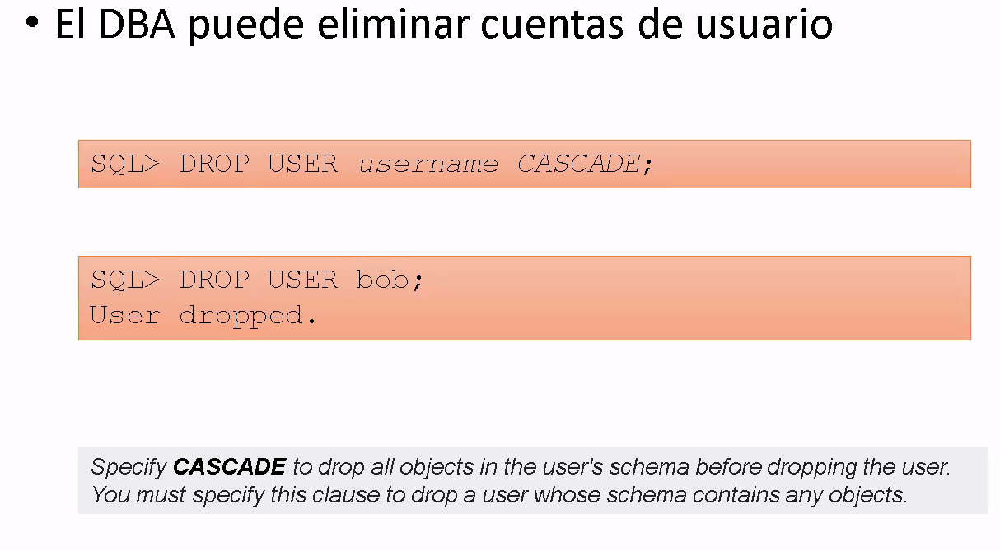 • El DBA puede eliminar cuentas de usuario
SQL> DROP USER username CASCADE;
SQL> DROP USER bob;
User dropped.
Specify CASCADE to drop all objects in the user's schema before dropping the user.
You must specify this clause to drop a user whose schema contains any objects.